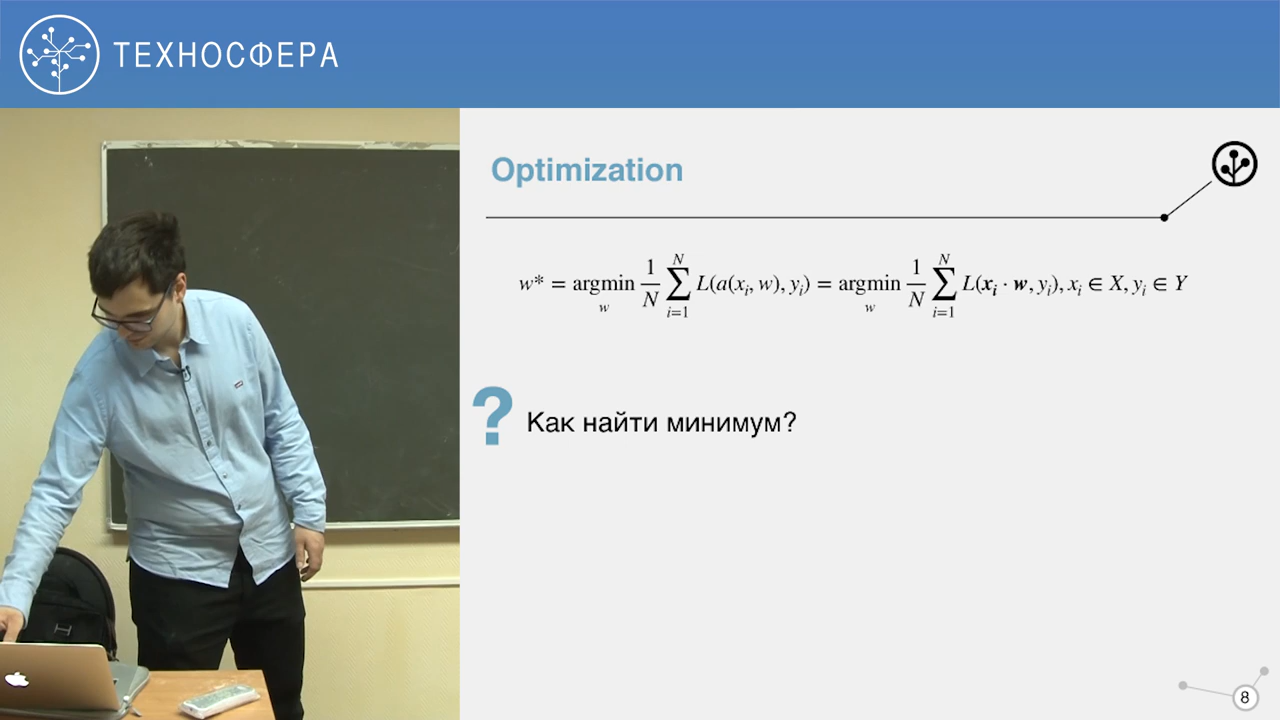 ТЕХНОСФЕРА
Optimization
w* = argmin_w 1/N ∑_{i=1}^{N} L(a(x_i, w), y_i) = argmin_w 1/N ∑_{i=1}^{N} L(x_i · w, y_i), x_i ∈ X, y_i ∈ Y
? Как найти минимум?
8